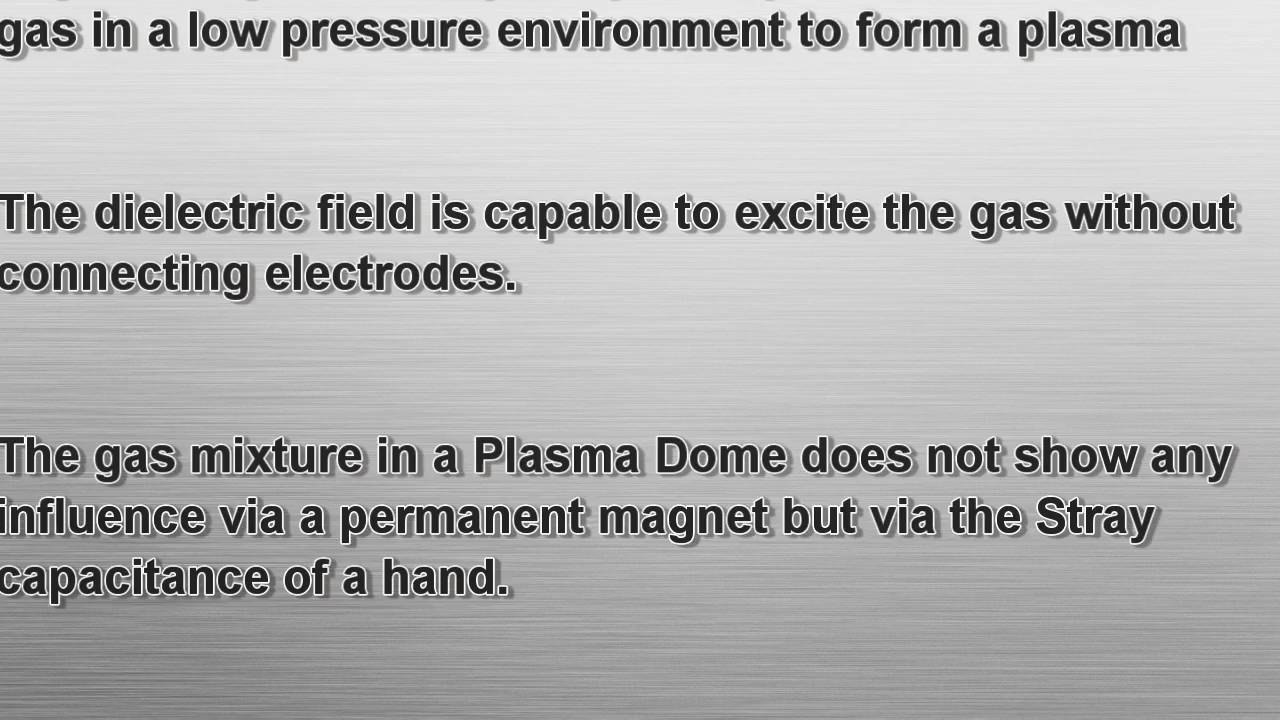 gas in a low pressure environment to form a plasma
The dielectric field is capable to excite the gas without
connecting electrodes.
The gas mixture in a Plasma Dome does not show any
influence via a permanent magnet but via the Stray
capacitance of a hand.